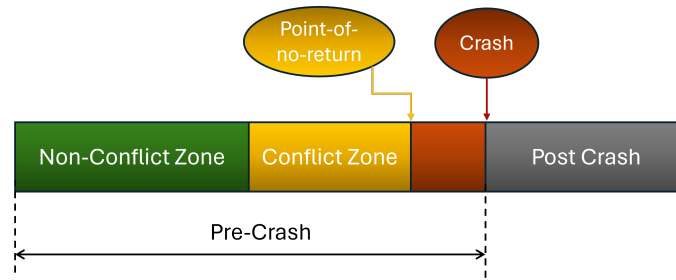 Point-of-
no-return
Crash
Non-Conflict Zone
Conflict Zone
Post Crash
Pre-Crash